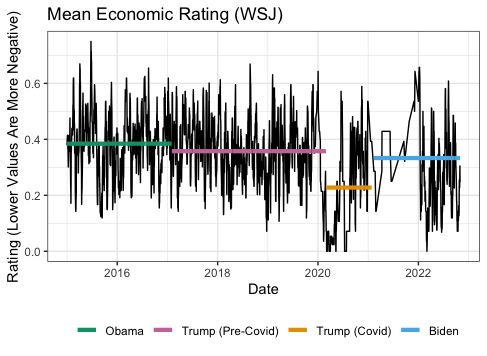 Mean Economic Rating (WSJ)
Rating (Lower Values Are More Negative)
0.6
0.4
0.2
0.0
2016 2018 2020 2022
Date
Obama Trump (Pre-Covid) Trump (Covid) Biden